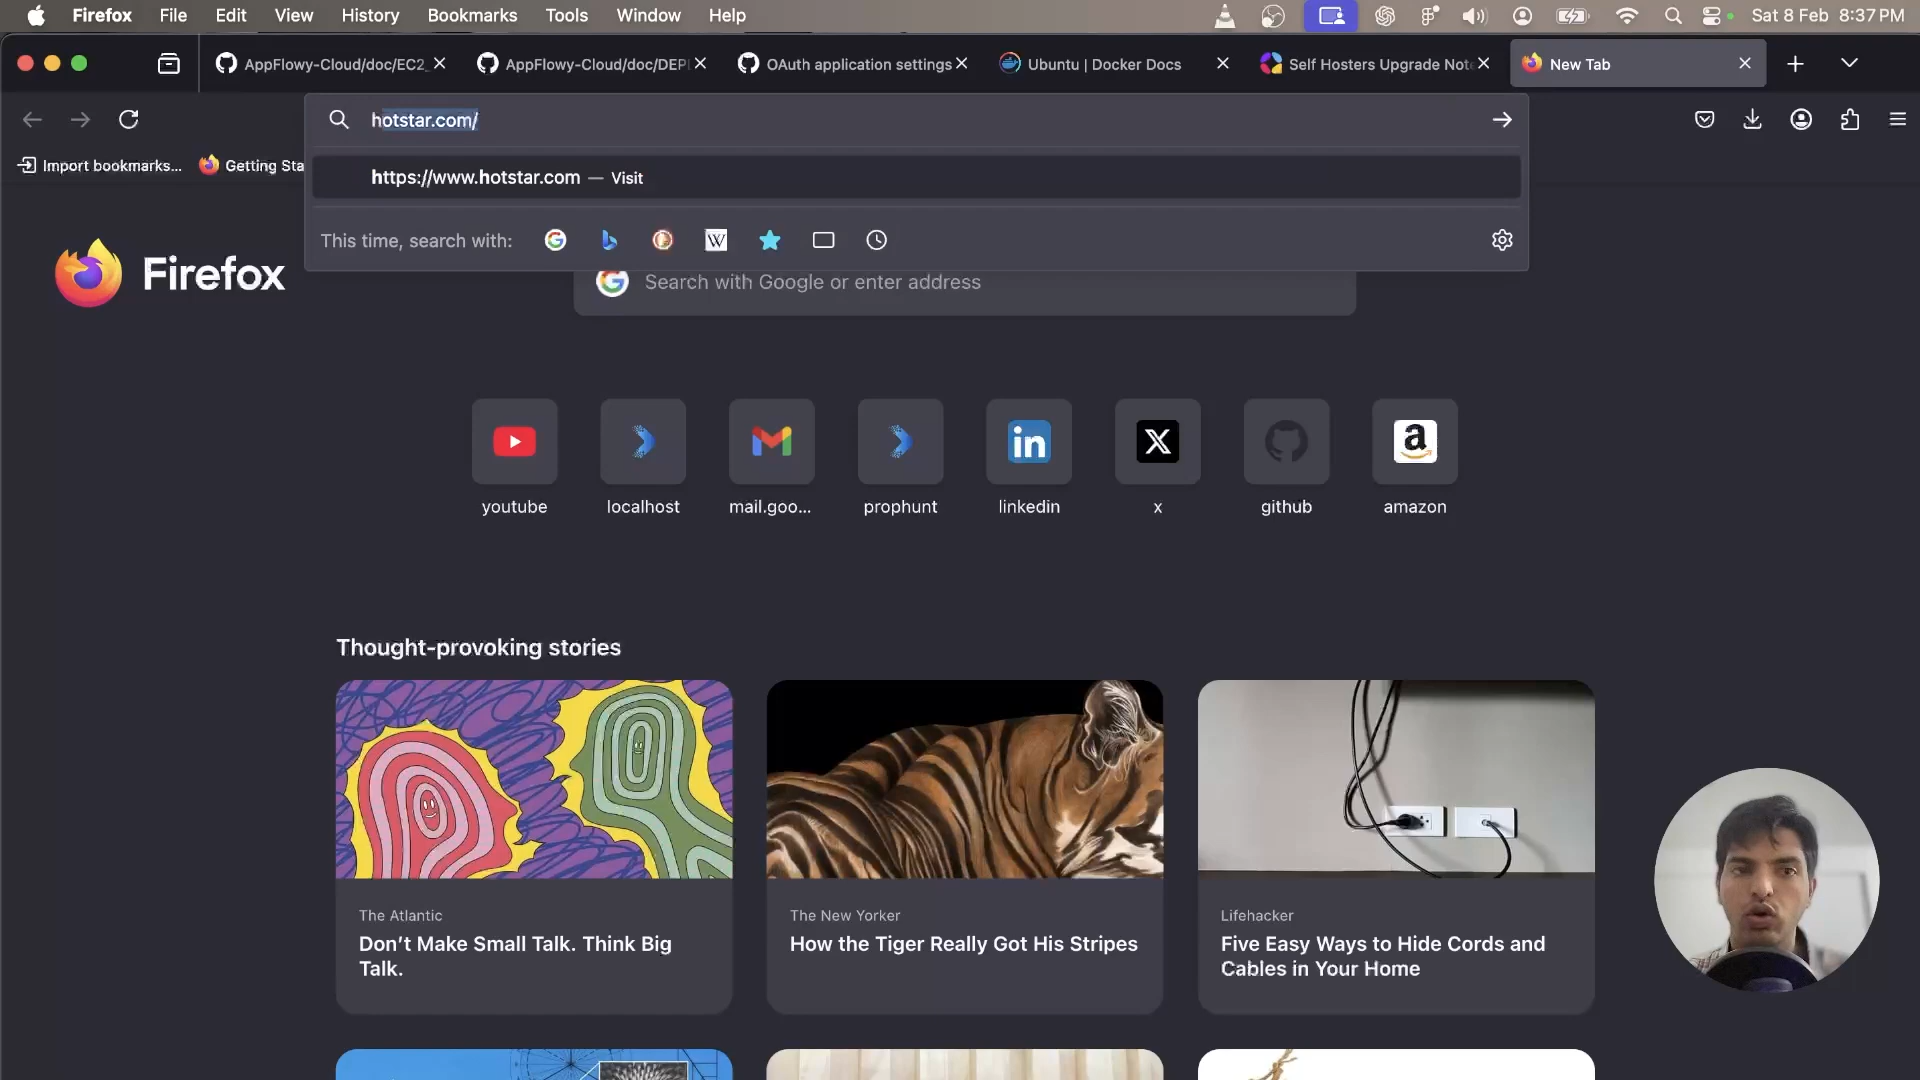 Firefox File Edit View History Bookmarks Tools Window Help Sat 8 Feb 8:37 PM
AppFlowy-Cloud/doc/EC2_ AppFlowy-Cloud/doc/DEPL OAuth application settings Ubuntu | Docker Docs Self Hosters Upgrade Note New Tab
hotstar.com/
Import bookmarks... Getting Sta
https://www.hotstar.com — Visit
This time, search with:
W
Firefox
Search with Google or enter address
in X a
youtube localhost mail.goo... prophunt linkedin x github amazon
Thought-provoking stories
The Atlantic
Don’t Make Small Talk. Think Big
Talk.
The New Yorker
How the Tiger Really Got His Stripes
Lifehacker
Five Easy Ways to Hide Cords and
Cables in Your Home